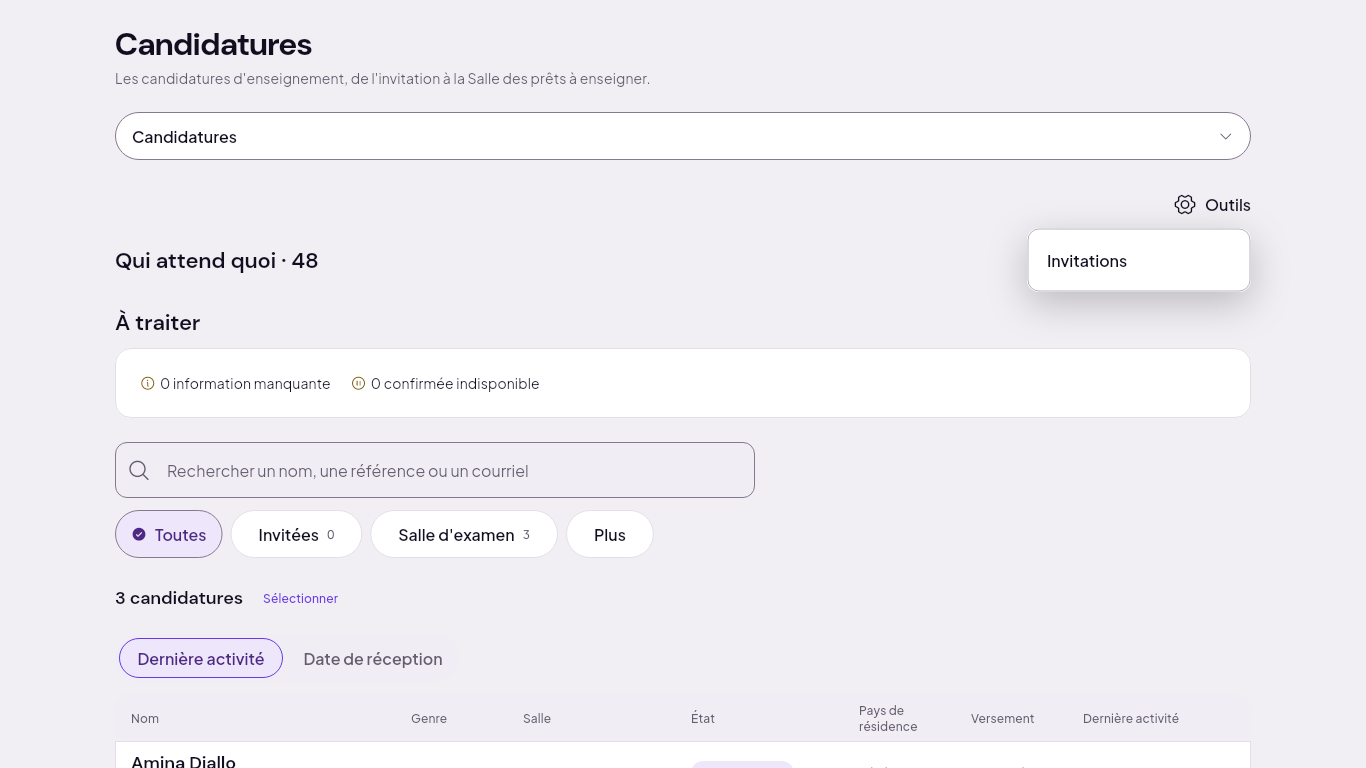 Candidatures
Les candidatures d'enseignement, de l'invitation à la Salle des prêts à enseigner.
Candidatures
Outils
Invitations
Qui attend quoi · 48
À traiter
0 information manquante 0 confirmée indisponible
Rechercher un nom, une référence ou un courriel
Toutes Invitées 0 Salle d'examen 3 Plus
3 candidatures Sélectionner
Dernière activité Date de réception
Nom Genre Salle État Pays de résidence Versement Dernière activité
Amina Diallo